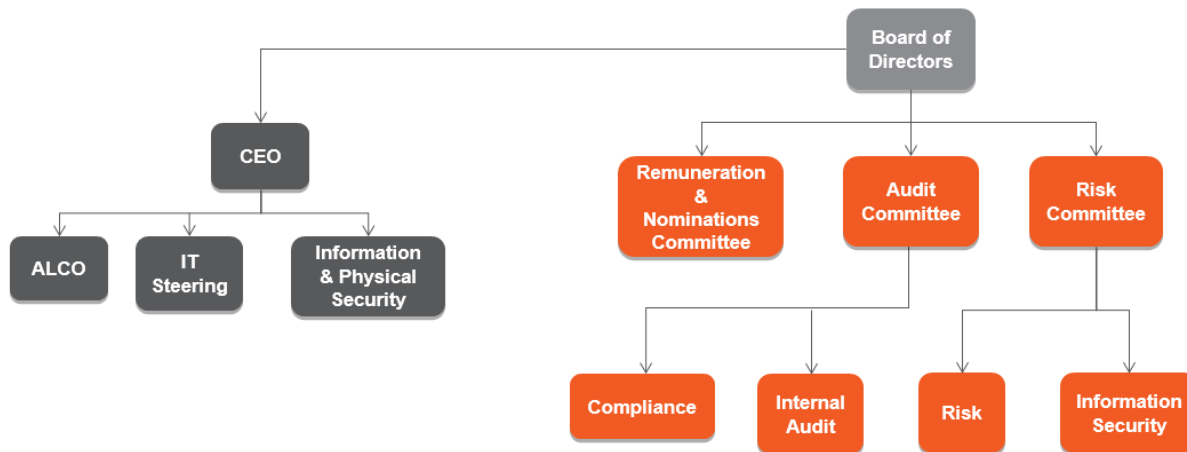 Board of
Directors
CEO
Remuneration
&
Nominations
Committee
Audit
Committee
Risk
Committee
ALCO
IT
Steering
Information
& Physical
Security
Compliance
Internal
Audit
Risk
Information
Security